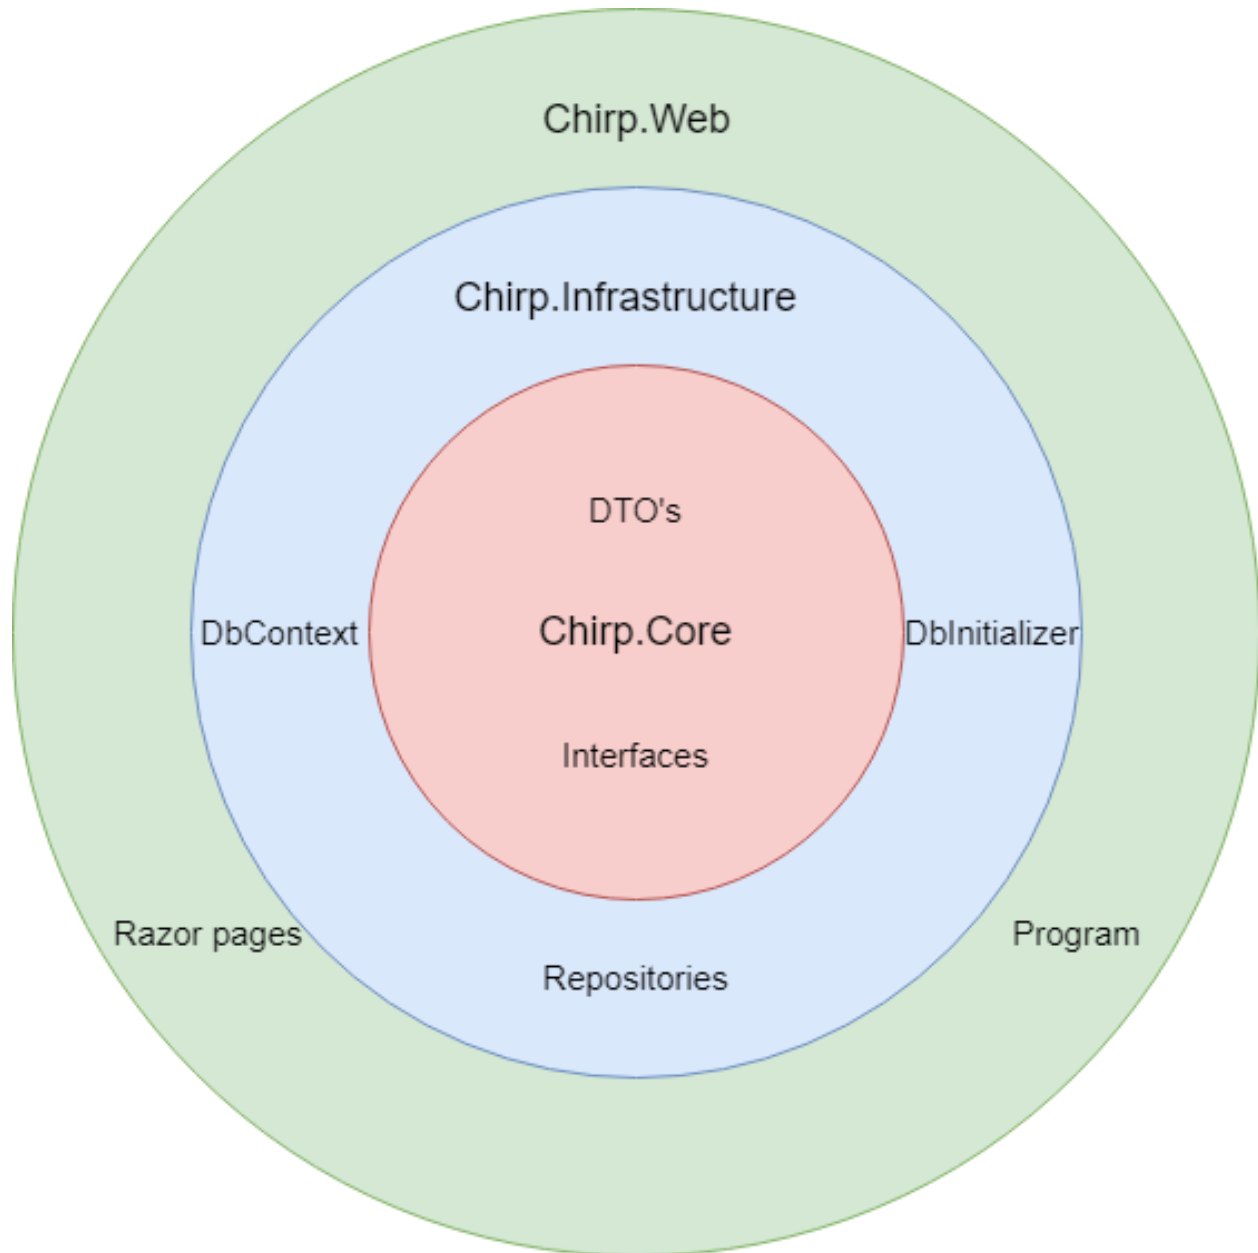 Chirp.Web
Chirp.Infrastructure
DTO's
DbContext
Chirp.Core
DbInitializer
Interfaces
Razor pages
Program
Repositories